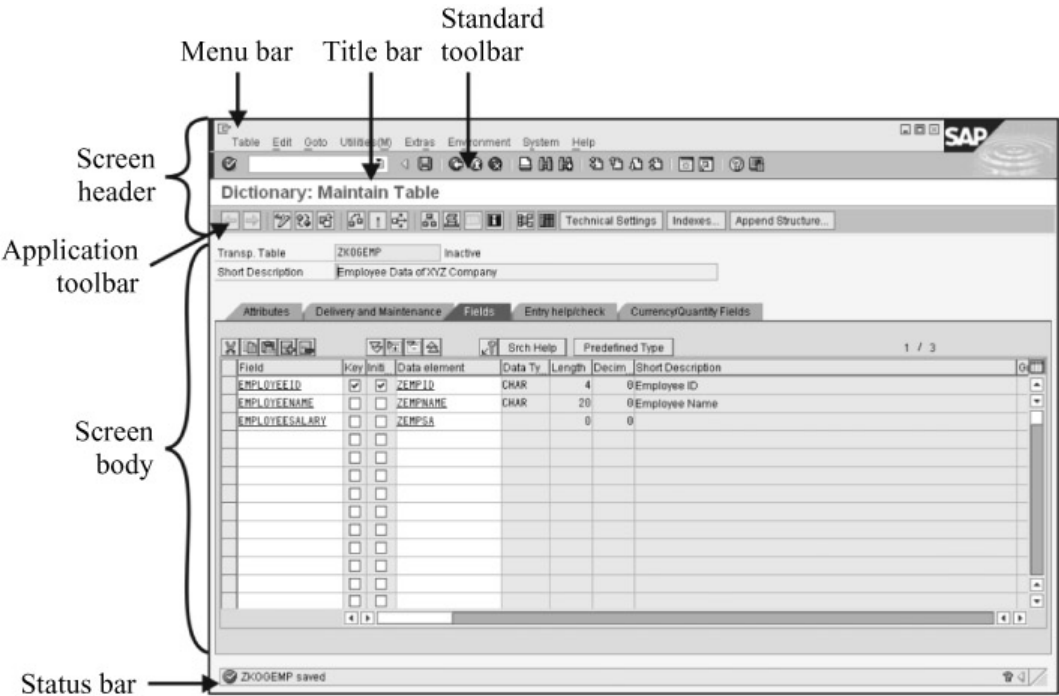 Standard
Menu bar Title bar toolbar
Table Edit Goto Utilities(M) Extras Environment System Help
SAP
Screen
header
Dictionary: Maintain Table
Technical Settings Indexes... Append Structure...
Application
toolbar
Transp. Table ZKOGEMP Inactive
Short Description Employee Data of XYZ Company
Attributes Delivery and Maintenance Fields Entry help/check Currency/Quantity Fields
Srch Help Predefined Type 1 / 3
Field Key Initi Data element Data Ty Length Decim Short Description
EMPLOYEEID ZEMPID CHAR 4 0 Employee ID
EMPLOYEENAME ZEMPNAME CHAR 20 0 Employee Name
EMPLOYEESALARY ZEMPSA 0 0
Screen
body
Status bar
ZKOGEMP saved